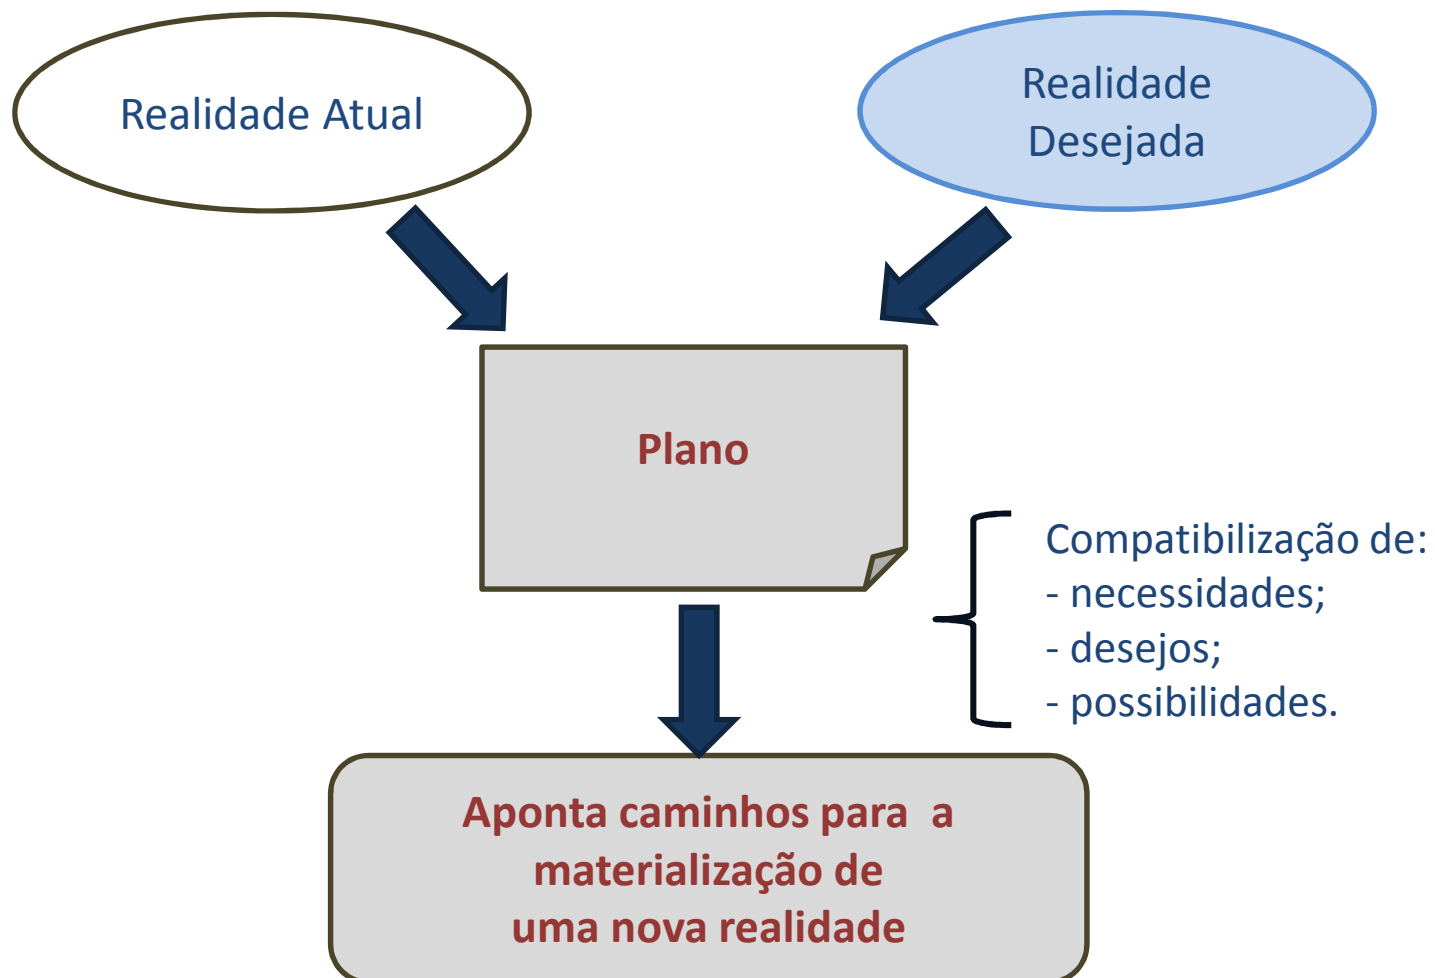 Realidade Atual
Realidade
Desejada
Plano
Compatibilização de:
- necessidades;
- desejos;
- possibilidades.
Aponta caminhos para  a
materialização de
uma nova realidade